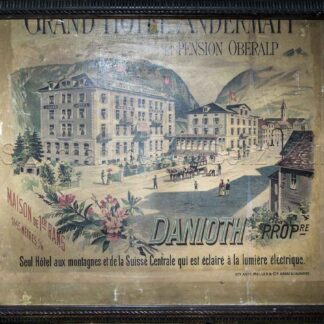 GRAND HOTEL ANDERMATT
ET PENSION OBERALP
MAISON DE 1ER RANG
DANIOTH PROPRE
Seul Hôtel aux montagnes et de la Suisse Centrale qui est éclairé à la lumière électrique.